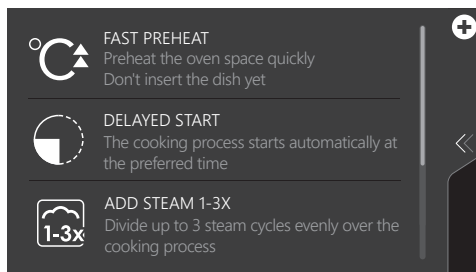 °C
FAST PREHEAT
Preheat the oven space quickly
Don't insert the dish yet
DELAYED START
The cooking process starts automatically at
the preferred time
1-3x
ADD STEAM 1-3X
Divide up to 3 steam cycles evenly over the
cooking process